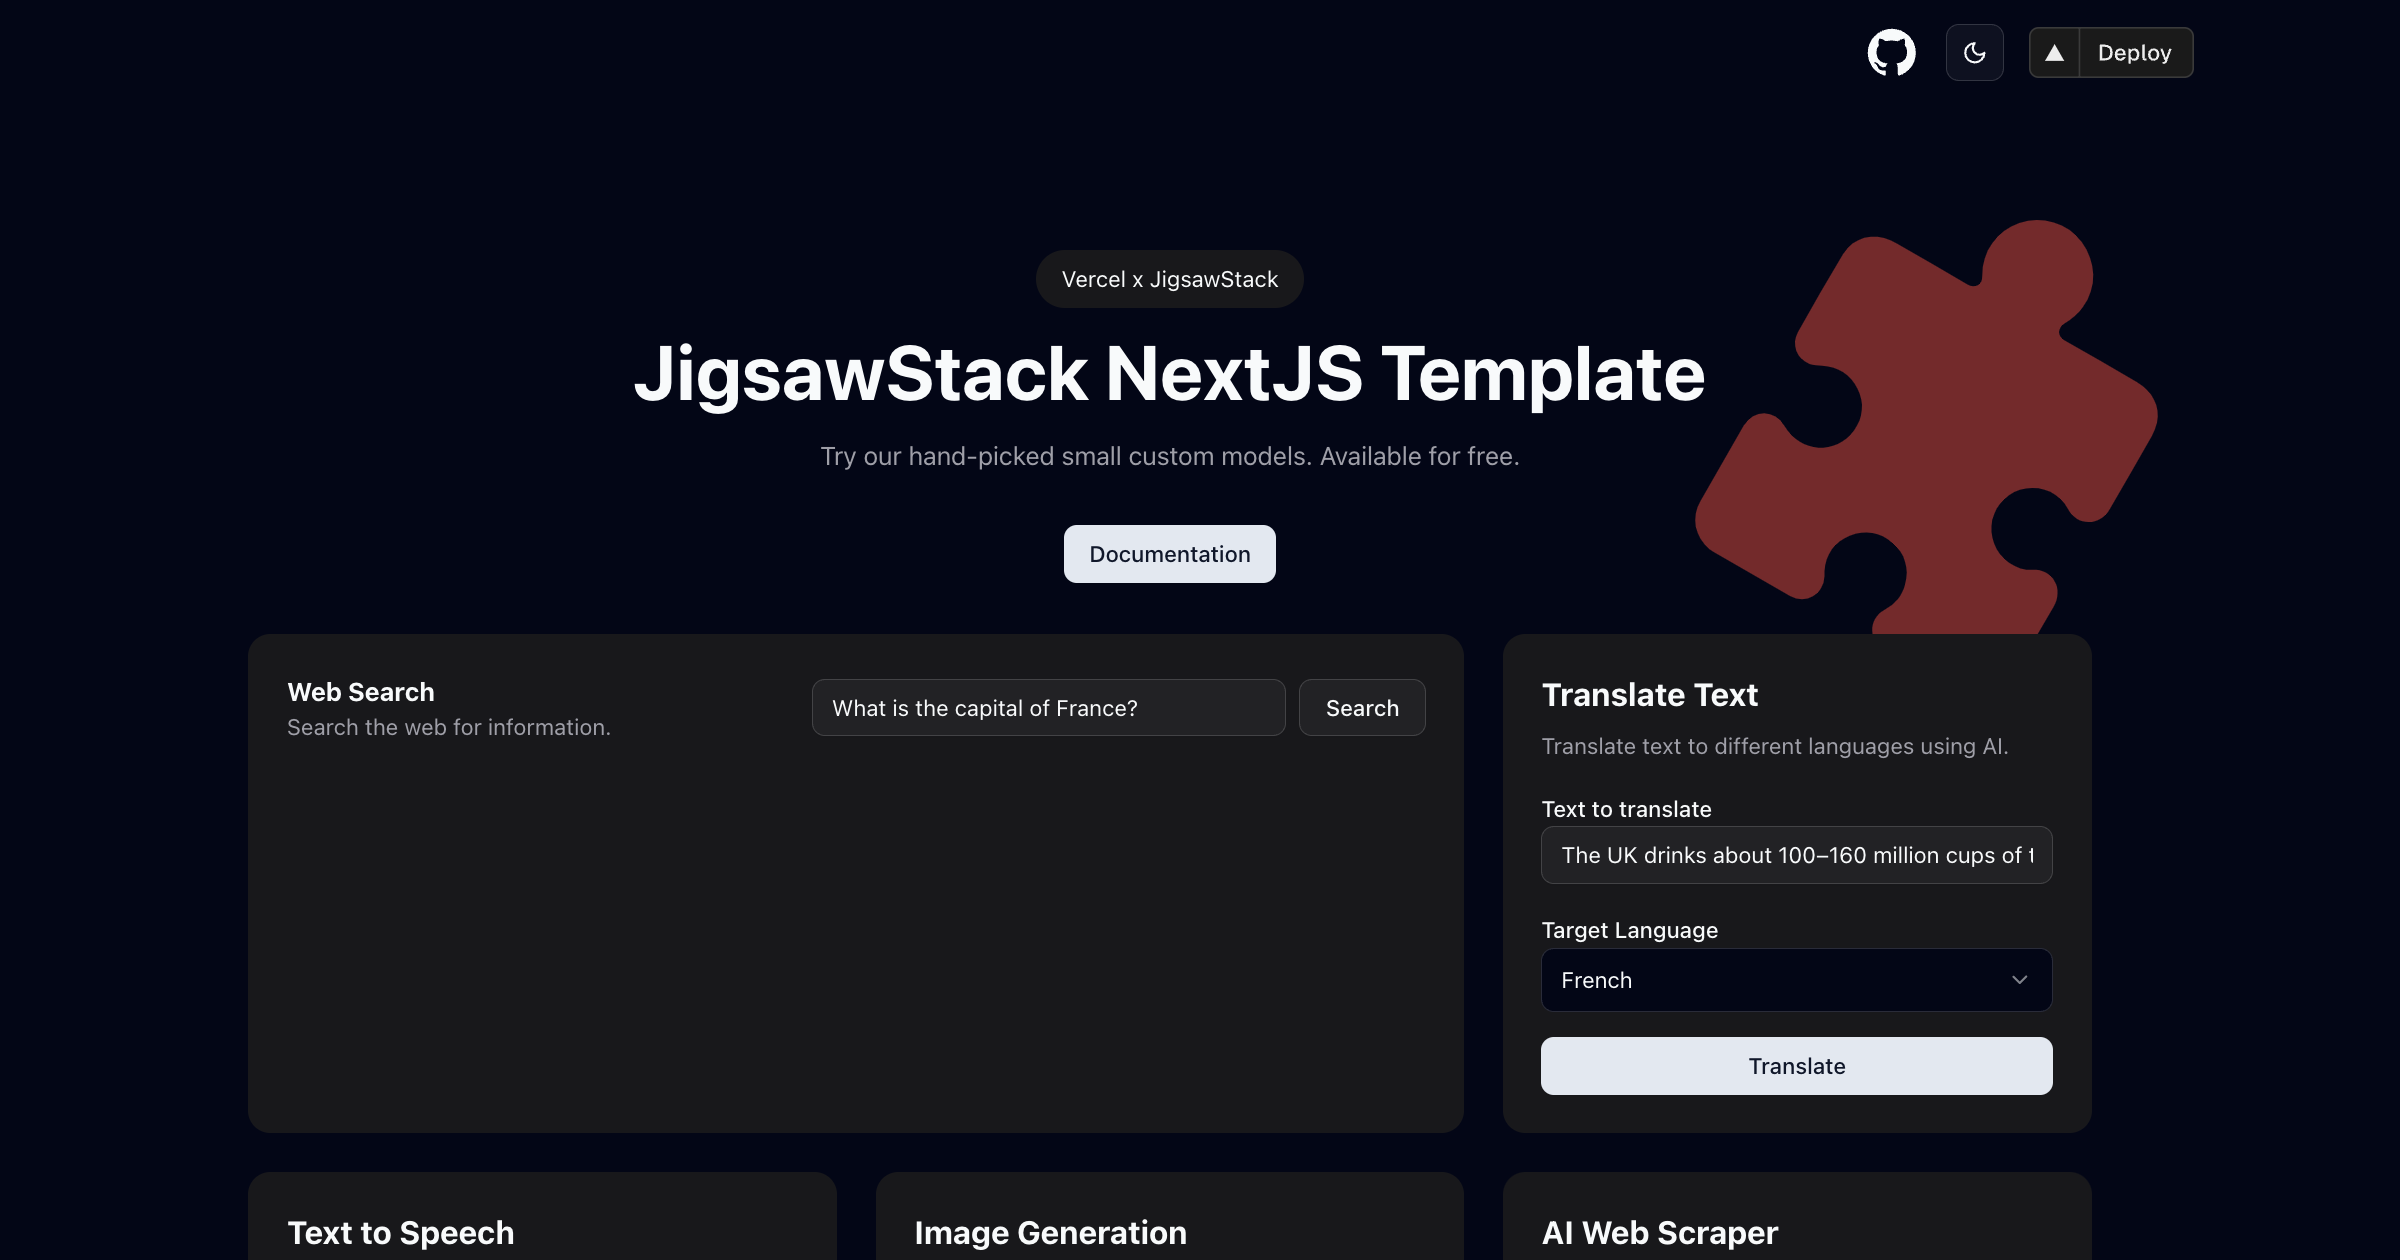 Deploy
Vercel x JigsawStack
JigsawStack NextJS Template
Try our hand-picked small custom models. Available for free.
Documentation
Web Search
Search the web for information.
What is the capital of France?
Search
Translate Text
Translate text to different languages using AI.
Text to translate
The UK drinks about 100–160 million cups of
Target Language
French
Translate
Text to Speech
Image Generation
AI Web Scraper